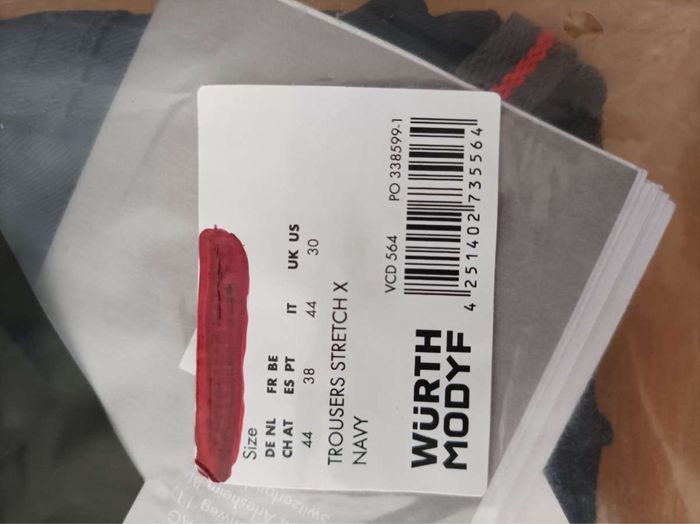 Size
DE NL FR BE IT UK US
CH AT ES PT
44 38 44 30
TROUSERS STRETCH X
NAVY
VCD 564 PO 338599-1
4 251402 735564
WÜRTH
MODYF